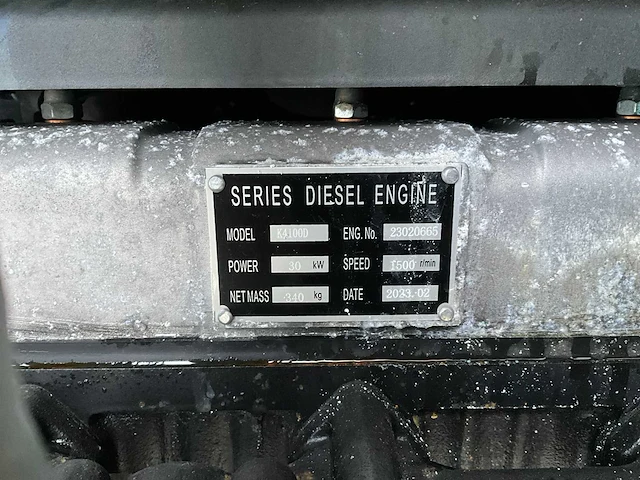 SERIES DIESEL ENGINE
MODEL K4100D ENG.No. 23020665
POWER 30 kW SPEED 1500 r/min
NET MASS 340 kg DATE 2023.02